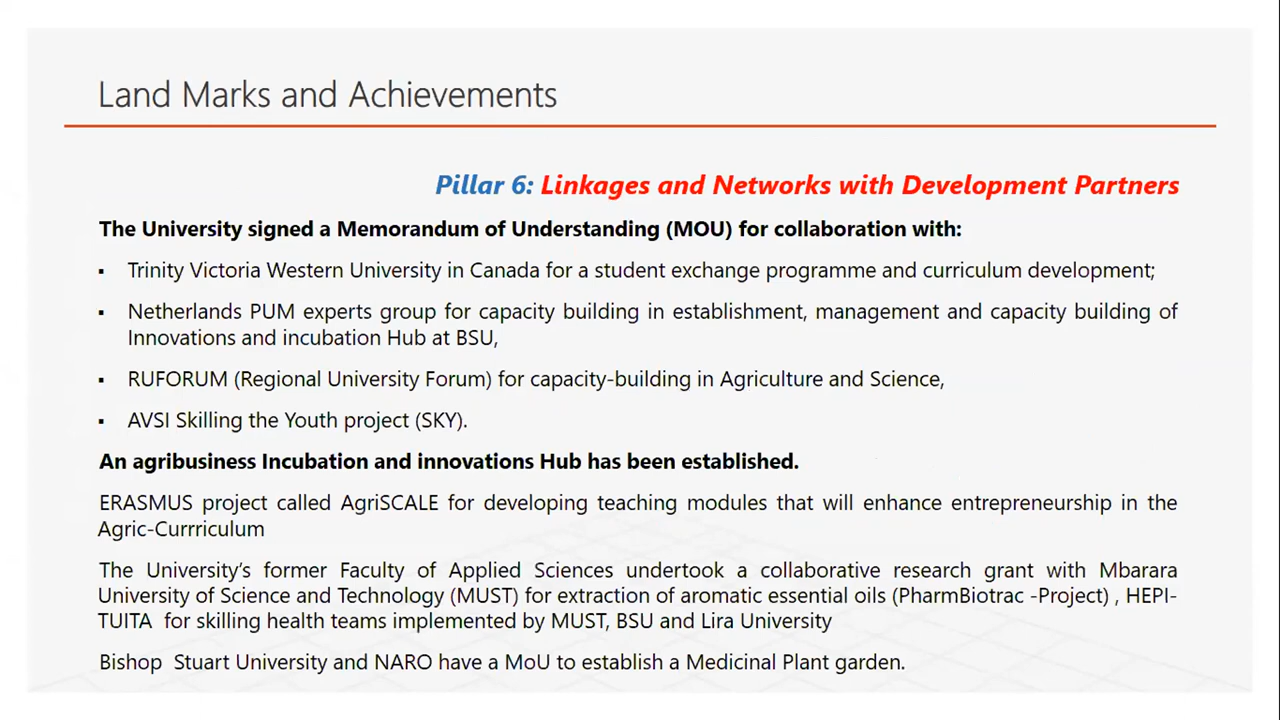 Land Marks and Achievements
Pillar 6: Linkages and Networks with Development Partners
The University signed a Memorandum of Understanding (MOU) for collaboration with:
▪ Trinity Victoria Western University in Canada for a student exchange programme and curriculum development;
▪ Netherlands PUM experts group for capacity building in establishment, management and capacity building of
Innovations and incubation Hub at BSU,
▪ RUFORUM (Regional University Forum) for capacity-building in Agriculture and Science,
▪ AVSI Skilling the Youth project (SKY).
An agribusiness Incubation and innovations Hub has been established.
ERASMUS project called AgriSCALE for developing teaching modules that will enhance entrepreneurship in the
Agric-Currriculum
The University’s former Faculty of Applied Sciences undertook a collaborative research grant with Mbarara
University of Science and Technology (MUST) for extraction of aromatic essential oils (PharmBiotrac -Project) , HEPI-
TUITA for skilling health teams implemented by MUST, BSU and Lira University
Bishop Stuart University and NARO have a MoU to establish a Medicinal Plant garden.